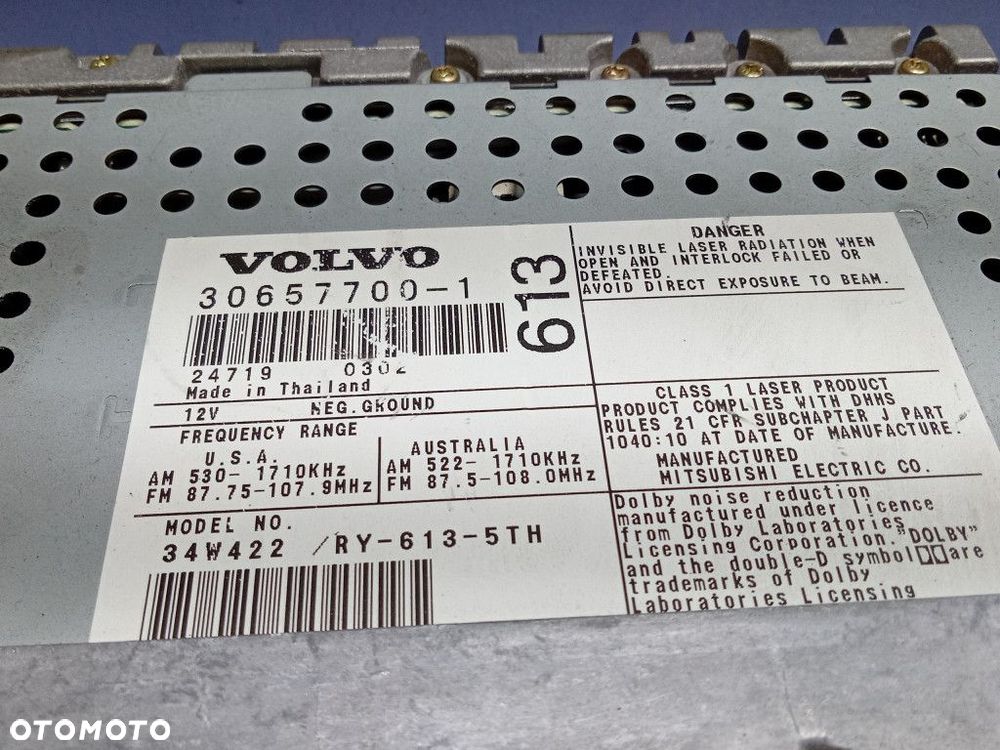 VOLVO
30657700-1
613
24719 0302
Made in Thailand
12V NEG.GROUND
FREQUENCY RANGE
U.S.A.
AM 530-1710KHz
FM 87.75-107.9MHz
AUSTRALIA
AM 522-1710KHz
FM 87.5-108.0MHz
MODEL NO.
34W422 /RY-613-5TH
DANGER
INVISIBLE LASER RADIATION WHEN
OPEN AND INTERLOCK FAILED OR
DEFEATED.
AVOID DIRECT EXPOSURE TO BEAM.
CLASS 1 LASER PRODUCT
PRODUCT COMPLIES WITH DHHS
RULES 21 CFR SUBCHAPTER J PART
1040:10 AT DATE OF MANUFACTURE.
MANUFACTURED
MITSUBISHI ELECTRIC CO.
Dolby noise reduction
manufactured under licence
from Dolby Laboratories
Licensing Corporation."DOLBY"
and the double-D symbol are
trademarks of Dolby
Laboratories Licensing
OTOMOTO